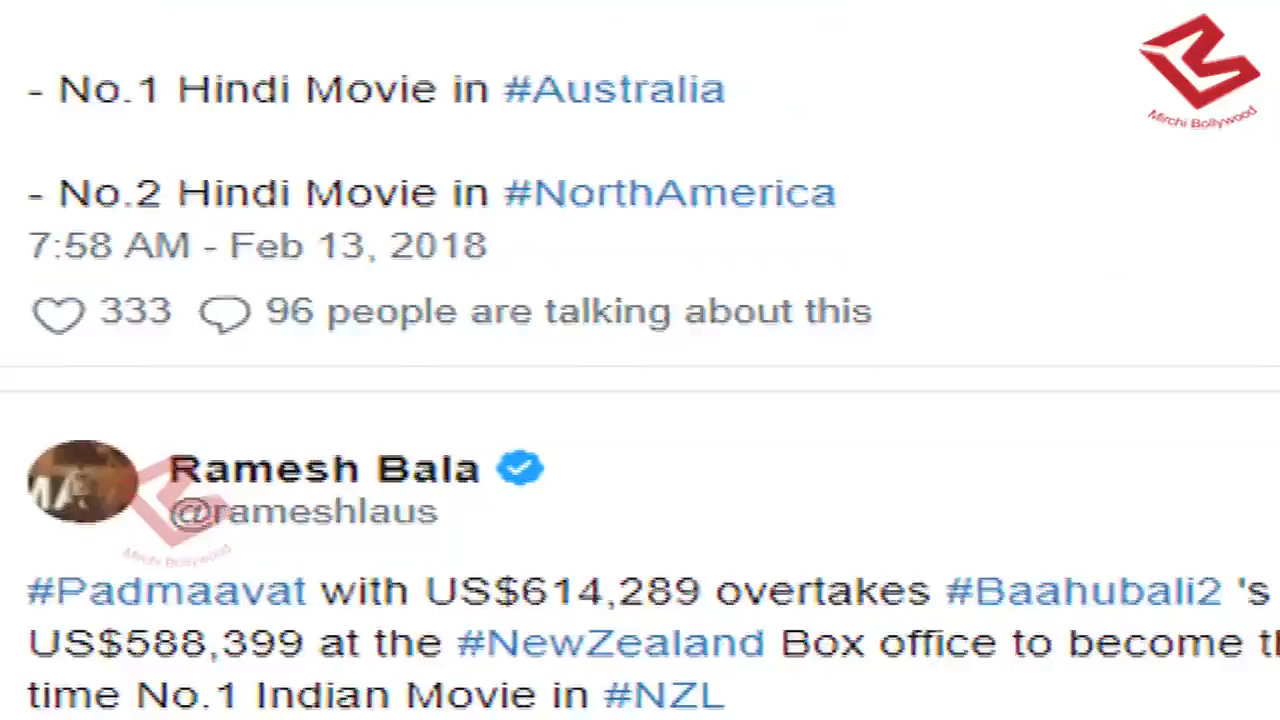 - No.1 Hindi Movie in #Australia
Mirchi Bollywood
- No.2 Hindi Movie in #NorthAmerica
7:58 AM - Feb 13, 2018
333 96 people are talking about this
Ramesh Bala
@rameshlaus
Mirchi Bollywood
#Padmaavat with US$614,289 overtakes #Baahubali2 's
US$588,399 at the #NewZealand Box office to become
time No.1 Indian Movie in #NZL